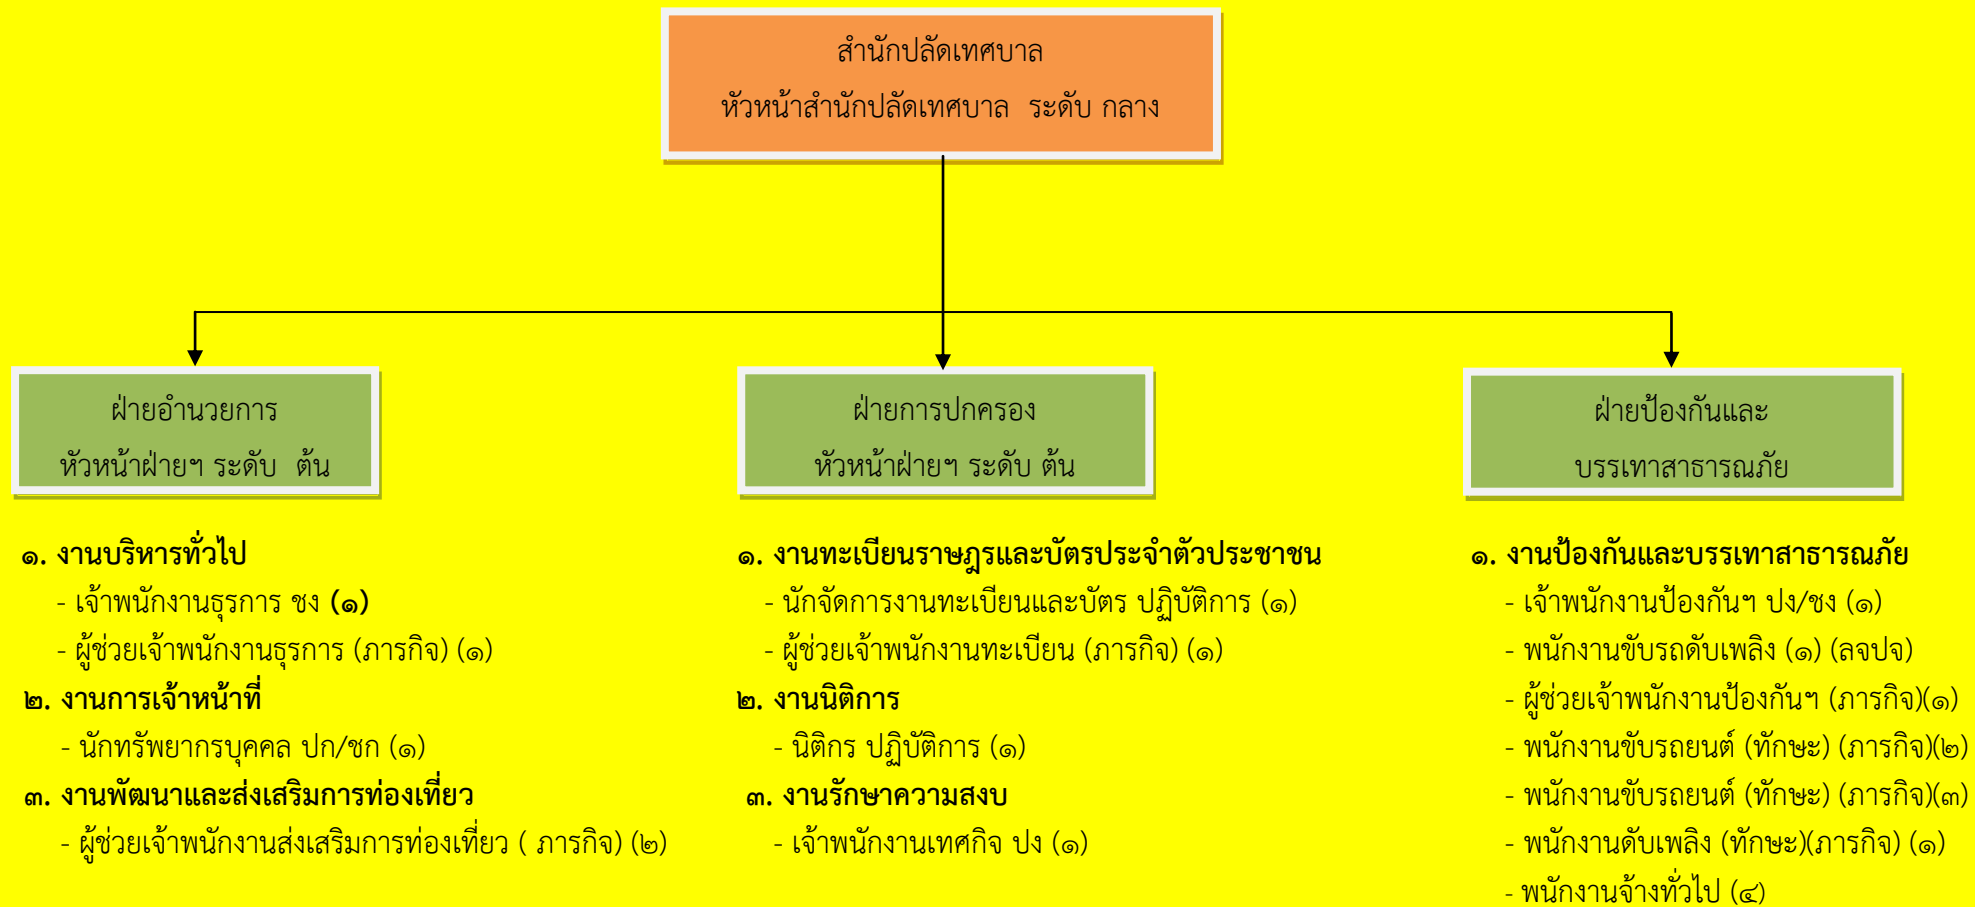 สำนักปลัดเทศบาล
หัวหน้าสำนักปลัดเทศบาล ระดับ กลาง
ฝ่ายอำนวยการ
หัวหน้าฝ่ายฯ ระดับ ต้น
๑. งานบริหารทั่วไป
- เจ้าพนักงานธุรการ ชง (๑)
- ผู้ช่วยเจ้าพนักงานธุรการ (ภารกิจ) (๑)
๒. งานการเจ้าหน้าที่
- นักทรัพยากรบุคคล ปก/ชก (๑)
๓. งานพัฒนาและส่งเสริมการท่องเที่ยว
- ผู้ช่วยเจ้าพนักงานส่งเสริมการท่องเที่ยว ( ภารกิจ) (๒)
ฝ่ายการปกครอง
หัวหน้าฝ่ายฯ ระดับ ต้น
๑. งานทะเบียนราษฎรและบัตรประจำตัวประชาชน
- นักจัดการงานทะเบียนและบัตร ปฏิบัติการ (๑)
- ผู้ช่วยเจ้าพนักงานทะเบียน (ภารกิจ) (๑)
๒. งานนิติการ
- นิติกร ปฏิบัติการ (๑)
๓. งานรักษาความสงบ
- เจ้าพนักงานเทศกิจ ปง (๑)
ฝ่ายป้องกันและ
บรรเทาสาธารณภัย
๑. งานป้องกันและบรรเทาสาธารณภัย
- เจ้าพนักงานป้องกันฯ ปง/ชง (๑)
- พนักงานขับรถดับเพลิง (๑) (ลจปจ)
- ผู้ช่วยเจ้าพนักงานป้องกันฯ (ภารกิจ)(๑)
- พนักงานขับรถยนต์ (ทักษะ) (ภารกิจ)(๒)
- พนักงานขับรถยนต์ (ทักษะ) (ภารกิจ)(๓)
- พนักงานดับเพลิง (ทักษะ)(ภารกิจ) (๑)
- พนักงานจ้างทั่วไป (๔)